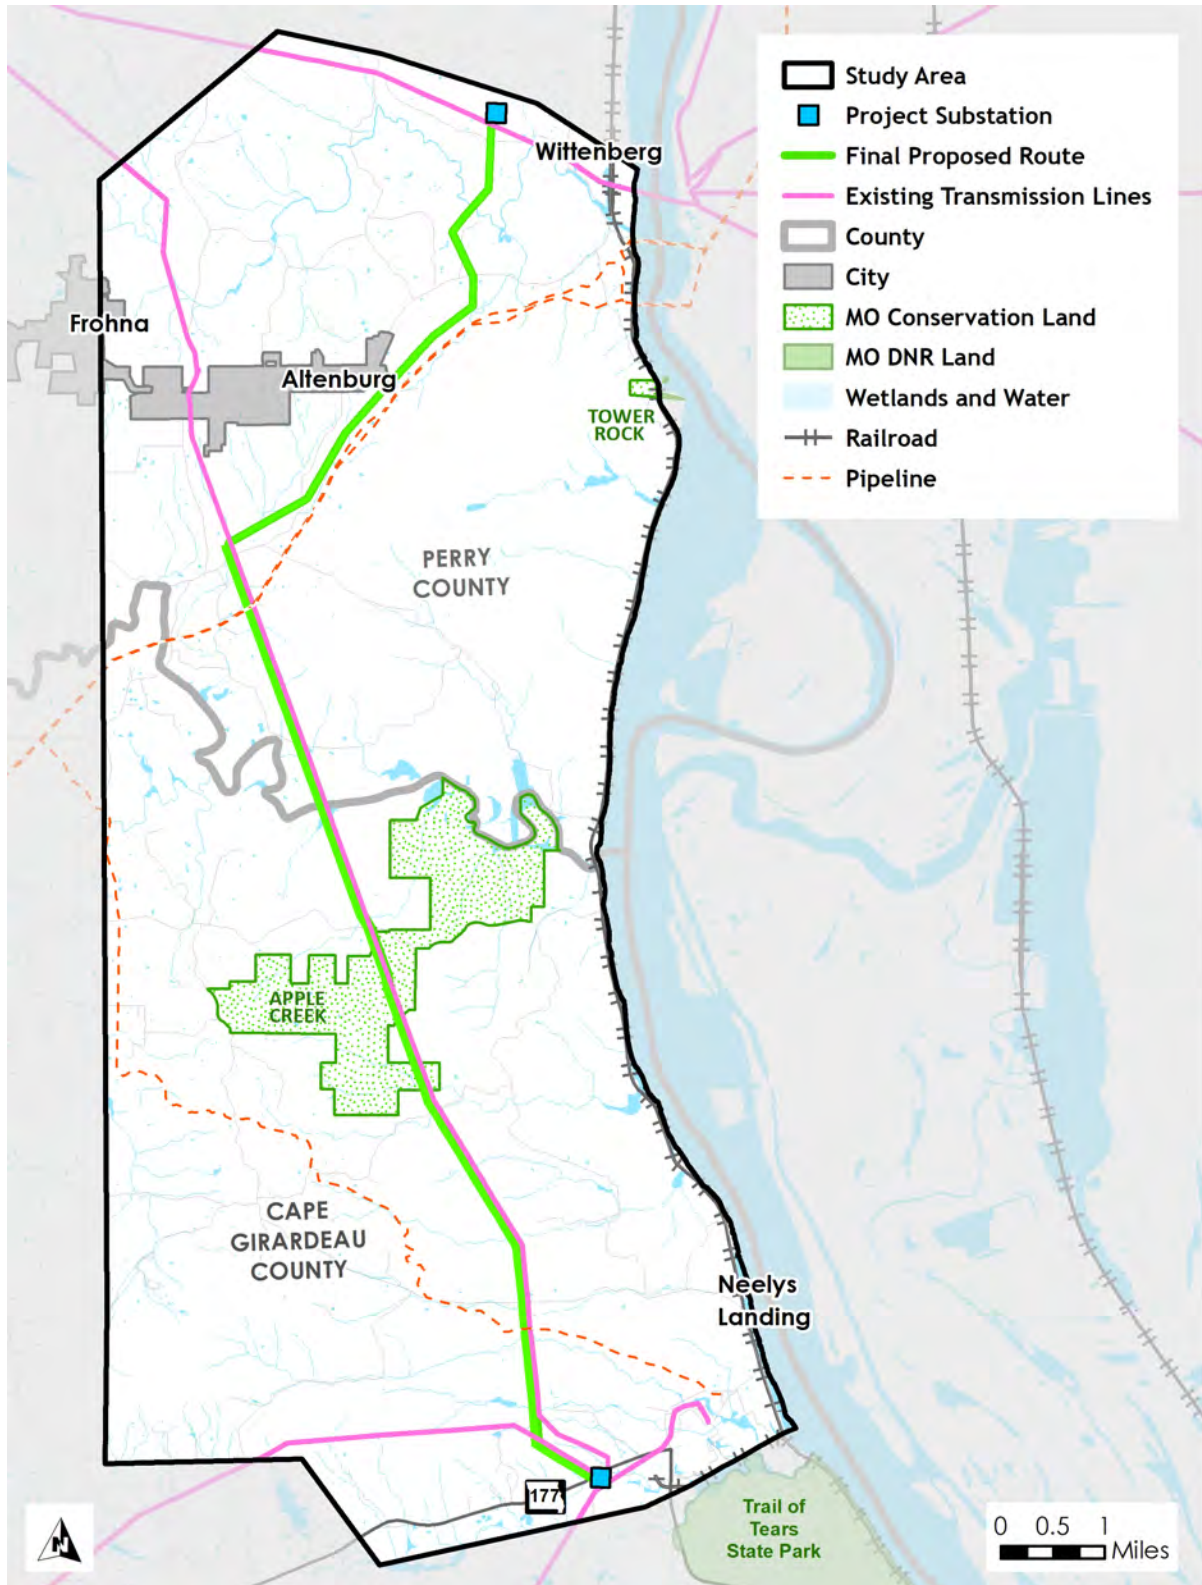 Study Area
Project Substation
Final Proposed Route
Existing Transmission Lines
County
City
MO Conservation Land
MO DNR Land
Wetlands and Water
Railroad
Pipeline
Wittenberg
Frohna
Altenburg
TOWER
ROCK
PERRY
COUNTY
APPLE
CREEK
CAPE
GIRARDEAU
COUNTY
Neelys
Landing
177
Trail of
Tears
State Park
N
0 0.5 1
Miles